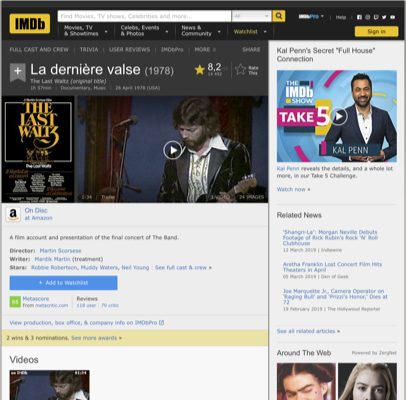 IMDb
Find Movies, TV shows, Celebrities and more...
All
IMDbPro
Help
Movies, TV
& Showtimes
Celebs, Events
& Photos
News &
Community
Watchlist
Sign in
FULL CAST AND CREW | TRIVIA | USER REVIEWS | IMDbPro | MORE
SHARE
La dernière valse (1978)
The Last Waltz (original title)
1h 57min | Documentary, Music | 26 April 1978 (USA)
8,2
Rate
This
THE
LAST
WALTZ
1:34 Trailer
24 IMAGES
On Disc
at Amazon
A film account and presentation of the final concert of The Band.
Director: Martin Scorsese
Writer: Mardik Martin (treatment)
Stars: Robbie Robertson, Muddy Waters, Neil Young | See full cast & crew »
+ Add to Watchlist
Metascore
From metacritic.com
Reviews
118 user | 79 critic
View production, box office, & company info on IMDbPro
2 wins & 3 nominations. See more awards »
Videos
IMDb
01:34
Kal Penn's Secret "Full House"
Connection
THE
IMDb
SHOW
TAKE 5
KAL PENN
Kal Penn reveals the details, and a whole lot
more, in our Take 5 Challenge.
Watch now »
Related News
'Shangri-La': Morgan Neville Debuts
Footage of Rick Rubin's Rock 'N' Roll
Clubhouse
12 March 2019 | Indiewire
Aretha Franklin Lost Concert Film Hits
Theaters in April
05 March 2019 | Den of Geek
Joe Marquette Jr., Camera Operator on
'Raging Bull' and 'Prizzi's Honor,' Dies at
72
19 February 2019 | The Hollywood Reporter
See all related articles »
Around The Web
Powered by ZergNet